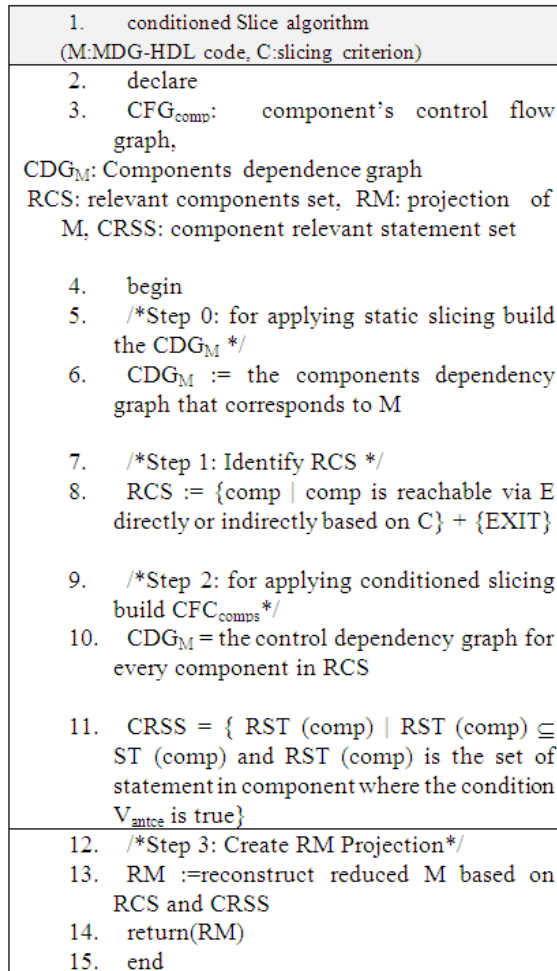 1. conditioned Slice algorithm
(M:MDG-HDL code, C:slicing criterion)
2. declare
3. CFGcomp: component's control flow
graph,
CDGM: Components dependence graph
RCS: relevant components set, RM: projection of
M, CRSS: component relevant statement set
4. begin
5. /*Step 0: for applying static slicing build
the CDGM */
6. CDGM := the components dependency
graph that corresponds to M
7. /*Step 1: Identify RCS */
8. RCS := {comp | comp is reachable via E
directly or indirectly based on C} + {EXIT}
9. /*Step 2: for applying conditioned slicing
build CFCcomps*/
10. CDGM = the control dependency graph for
every component in RCS
11. CRSS = { RST (comp) | RST (comp) ⊆
ST (comp) and RST (comp) is the set of
statement in component where the condition
Vantce is true}
12. /*Step 3: Create RM Projection*/
13. RM :=reconstruct reduced M based on
RCS and CRSS
14. return(RM)
15. end